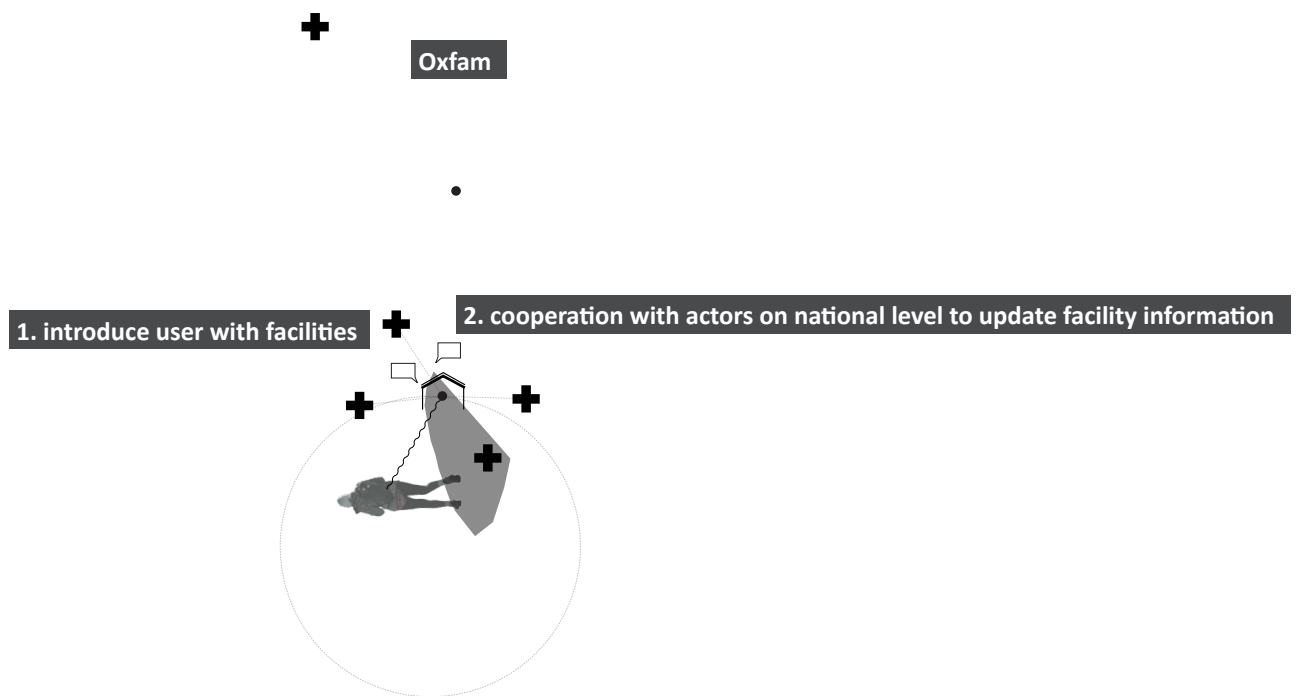 Oxfam
1. introduce user with facilities
2. cooperation with actors on national level to update facility information